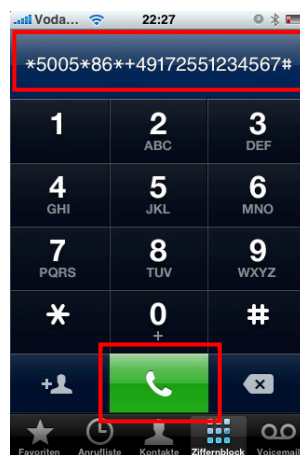 Voda... 22:27
*5005*86*+49172551234567#
1 2 3
ABC DEF
4 5 6
GHI JKL MNO
7 8 9
PQRS TUV WXYZ
* 0 #
+
+
Favoriten Anrufliste Kontakte Ziffernblock Voicemail